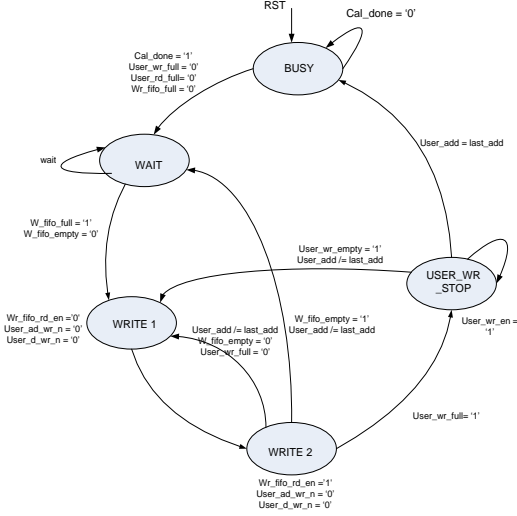 RST
Cal_done = ‘0’
BUSY
Cal_done = ‘1’
User_wr_full = ‘0’
User_rd_full= ‘0’
Wr_fifo_full = ‘0’
User_add = last_add
wait
WAIT
W_fifo_full = ‘1’
W_fifo_empty = ‘0’
User_wr_empty = ‘1’
User_add /= last_add
USER_WR
_STOP
User_wr_en =
‘1’
Wr_fifo_rd_en =‘0’
User_ad_wr_n = ‘0’
User_d_wr_n = ‘0’
WRITE 1
User_add /= last_add
W_fifo_empty = ‘0’
User_wr_full = ‘0’
W_fifo_empty = ‘1’
User_add /= last_add
User_wr_full= ‘1’
WRITE 2
Wr_fifo_rd_en =‘1’
User_ad_wr_n = ‘0’
User_d_wr_n = ‘0’